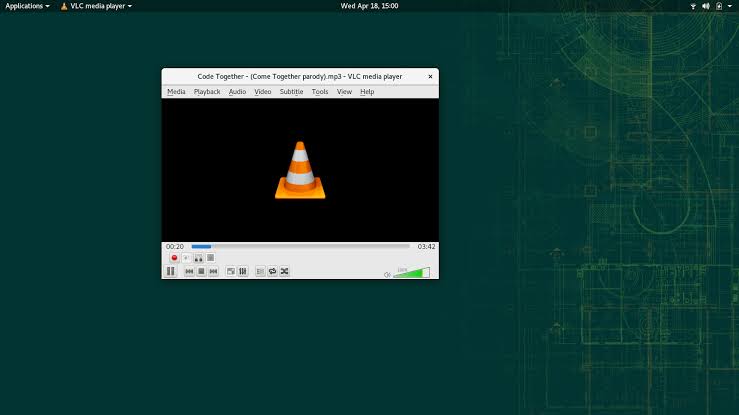 Applications VLC media player Wed Apr 18, 15:00
Code Together - (Come Together parody).mp3 - VLC media player
Media Playback Audio Video Subtitle Tools View Help
00:20 03:42
100%